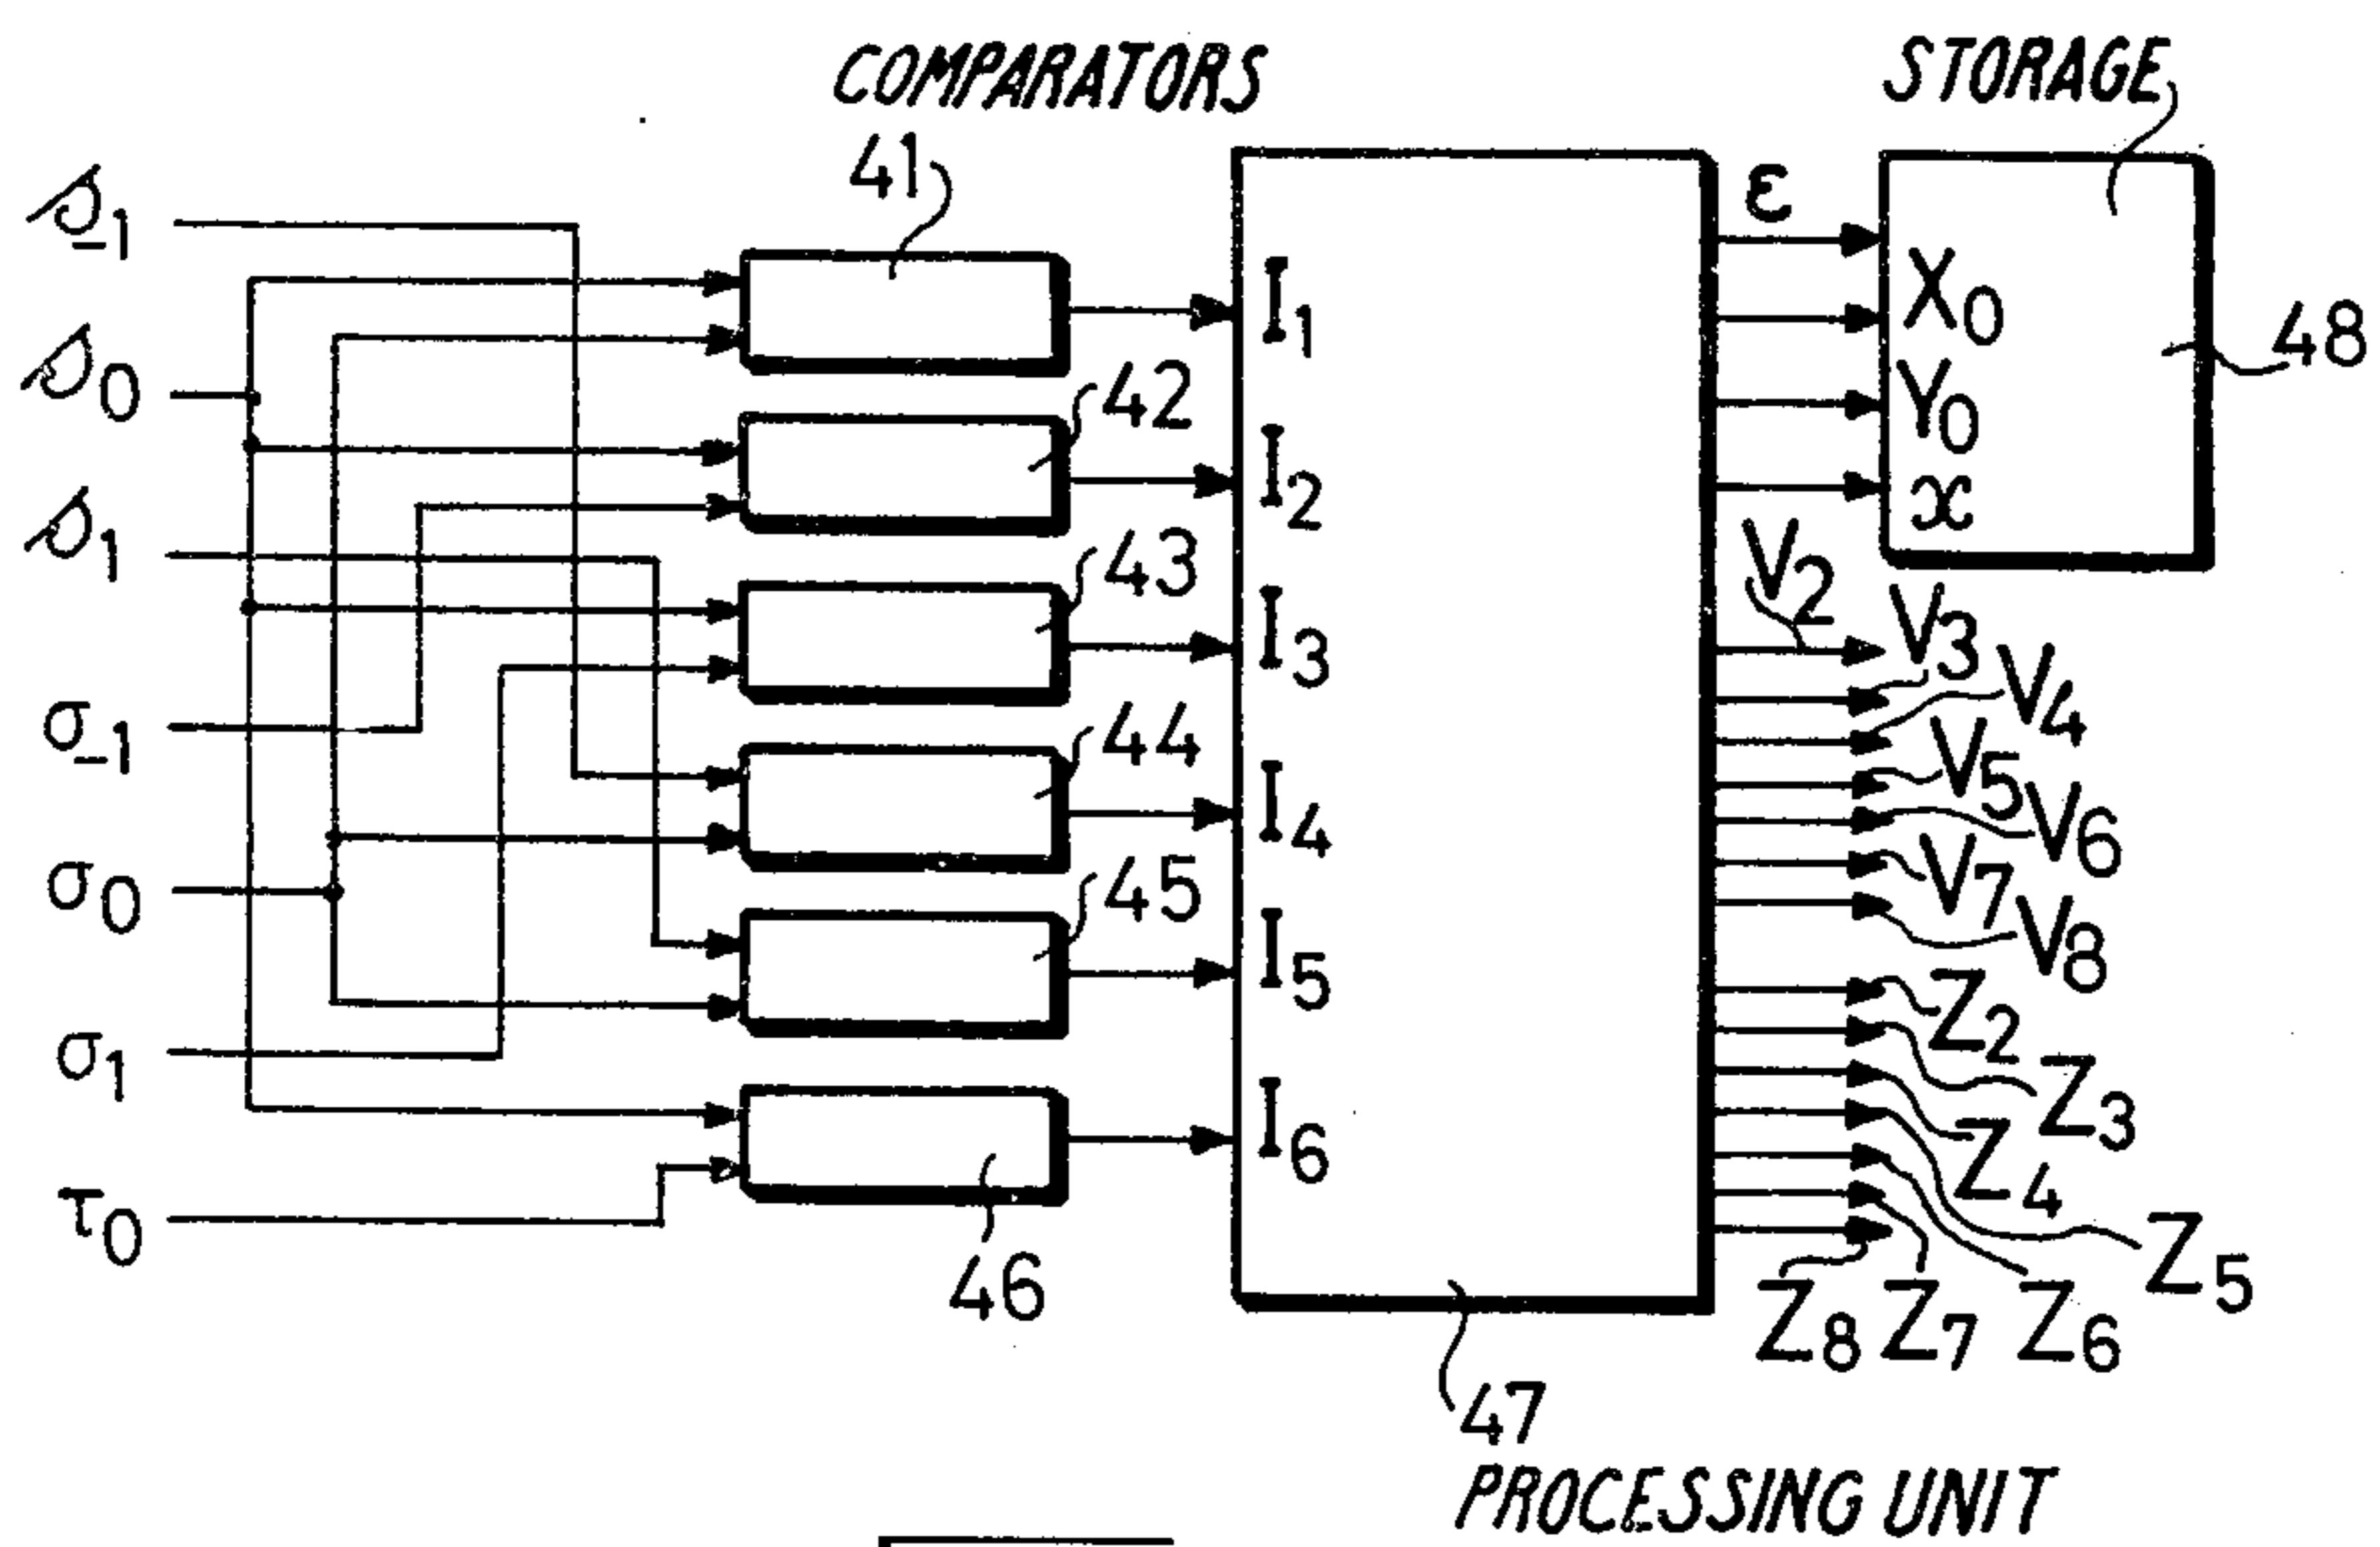 COMPARATORS
STORAGE
41
𝓈₋₁
ε
X₀
48
𝓈₀
42
I₁
Y₀
I₂
x
𝓈₁
43
V₂
V₃
I₃
V₄
σ₋₁
44
V₅
I₄
V₆
σ₀
45
V₇
I₅
V₈
Z₂
σ₁
Z₃
I₆
Z₄
τ₀
46
Z₅
Z₈ Z₇ Z₆
47
PROCESSING UNIT